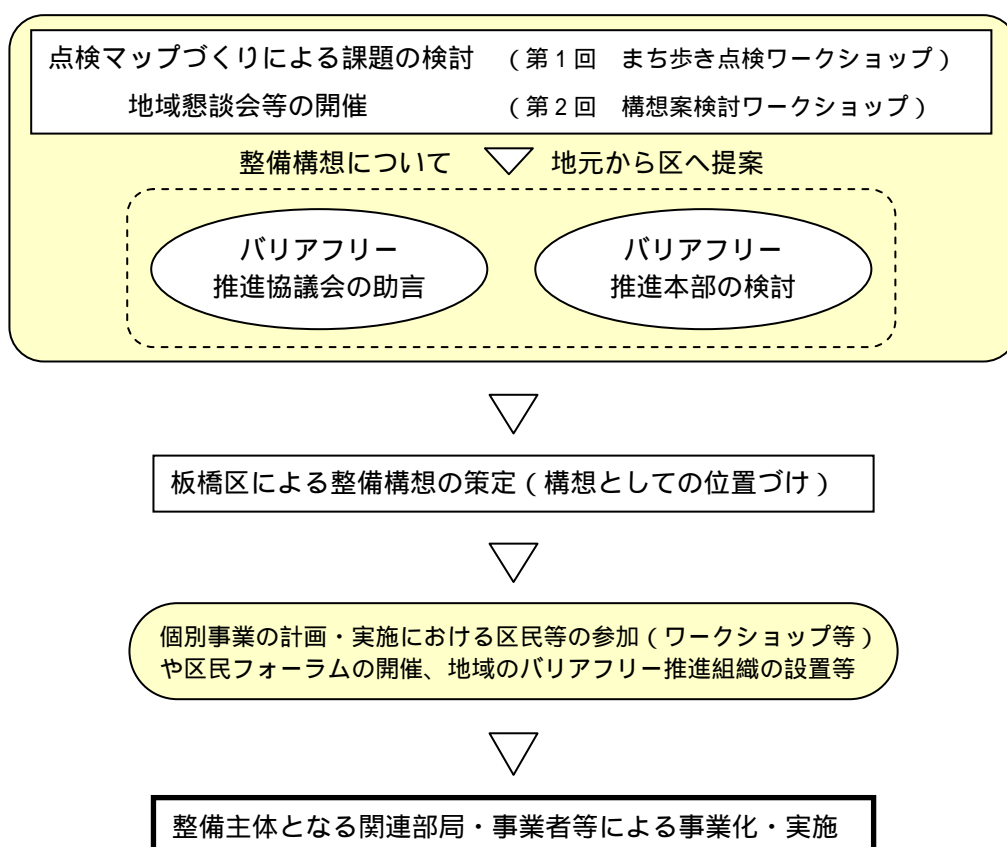 点検マップづくりによる課題の検討 （第1回 まち歩き点検ワークショップ）
地域懇談会等の開催 （第2回 構想案検討ワークショップ）
整備構想について ▽ 地元から区へ提案
バリアフリー
推進協議会の助言
バリアフリー
推進本部の検討
板橋区による整備構想の策定（構想としての位置づけ）
個別事業の計画・実施における区民等の参加（ワークショップ等）
や区民フォーラムの開催、地域のバリアフリー推進組織の設置等
整備主体となる関連部局・事業者等による事業化・実施